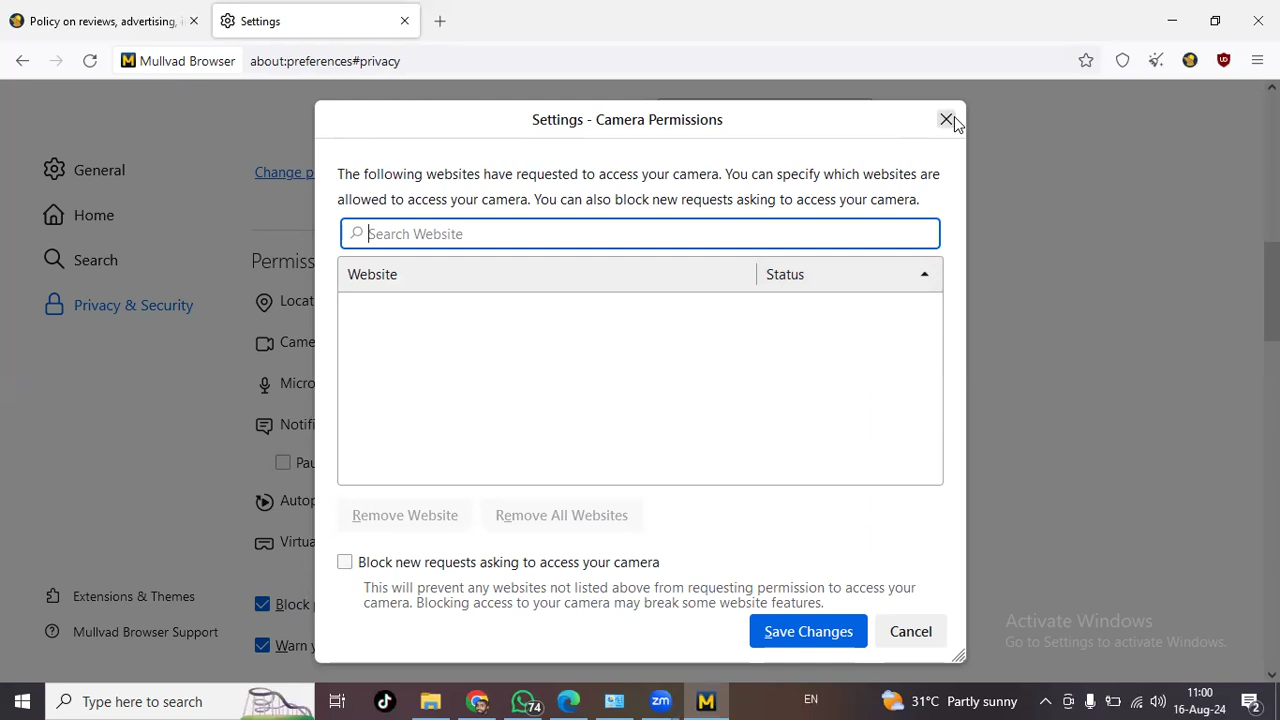 Policy on reviews, advertising,
Settings
Mullvad Browser
about:preferences#privacy
Settings - Camera Permissions
The following websites have requested to access your camera. You can specify which websites are
allowed to access your camera. You can also block new requests asking to access your camera.
Search Website
Website
Status
Remove Website
Remove All Websites
Block new requests asking to access your camera
This will prevent any websites not listed above from requesting permission to access your
camera. Blocking access to your camera may break some website features.
Save Changes
Cancel
General
Home
Search
Privacy & Security
Extensions & Themes
Mullvad Browser Support
Change p
Permiss
Locat
Came
Micro
Notifi
Pau
Autop
Virtua
Block p
Warn y
Activate Windows
Go to Settings to activate Windows.
Type here to search
74
EN
31°C Partly sunny
11:00
16-Aug-24
2